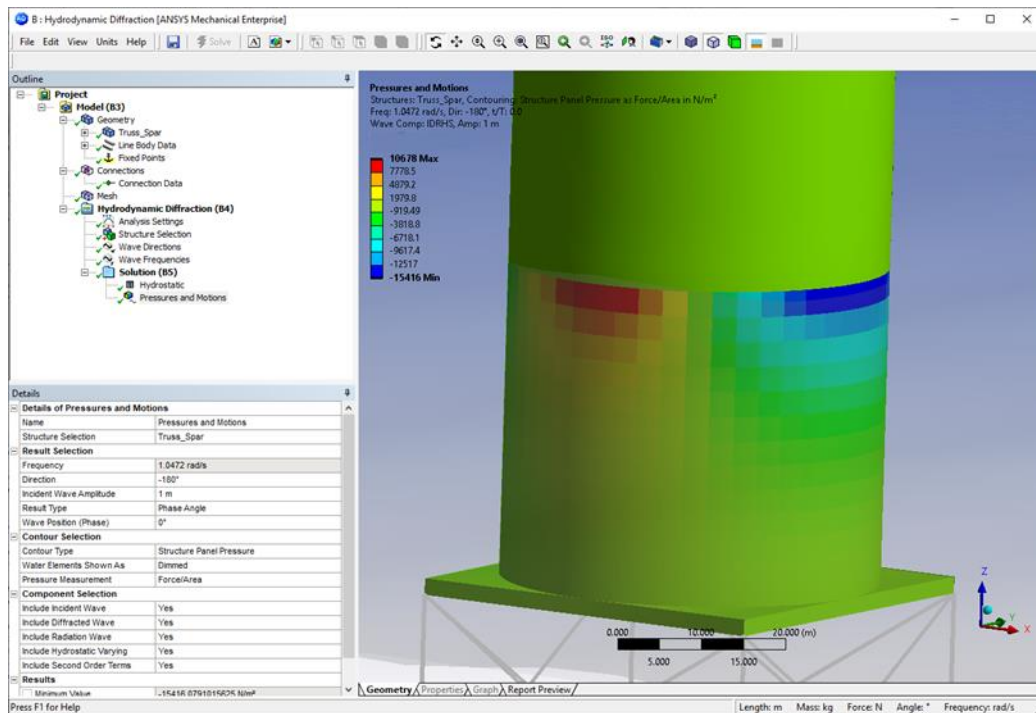 B : Hydrodynamic Diffraction [ANSYS Mechanical Enterprise]
File Edit View Units Help Solve
Outline
Project
Model (B3)
Geometry
Truss_Spar
Line Body Data
Fixed Points
Connections
Connection Data
Mesh
Hydrodynamic Diffraction (B4)
Analysis Settings
Structure Selection
Wave Directions
Wave Frequencies
Solution (B5)
Hydrostatic
Pressures and Motions
Details
Details of Pressures and Motions
Name Pressures and Motions
Structure Selection Truss_Spar
Result Selection
Frequency 1.0472 rad/s
Direction -180°
Incident Wave Amplitude 1 m
Result Type Phase Angle
Wave Position (Phase) 0°
Contour Selection
Contour Type Structure Panel Pressure
Water Elements Shown As Dimmed
Pressure Measurement Force/Area
Component Selection
Include Incident Wave Yes
Include Diffracted Wave Yes
Include Radiation Wave Yes
Include Hydrostatic Varying Yes
Include Second Order Terms Yes
Results
Minimum Value -15416.0791015625 N/m²
Pressures and Motions
Structures: Truss_Spar, Contouring: Structure Panel Pressure as Force/Area in N/m²
Freq: 1.0472 rad/s, Dir: -180°, t/T: 0.0
Wave Comp: IDRHS, Amp: 1 m
10678 Max
7778.5
4879.2
1979.8
-919.49
-3818.8
-6718.1
-9617.4
-12517
-15416 Min
0.000 10.000 20.000 (m)
5.000 15.000
Z
Y
X
Geometry Properties Graph Report Preview
Press F1 for Help
Length: m Mass: kg Force: N Angle: ° Frequency: rad/s